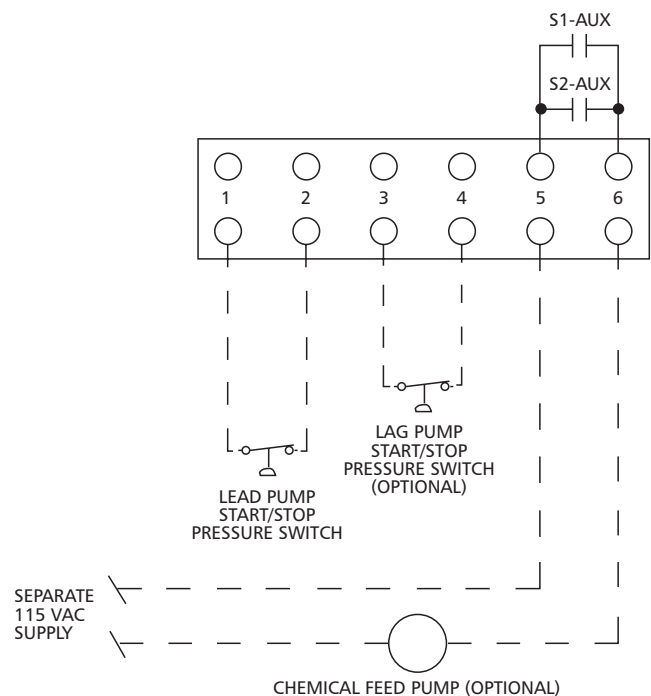 S1-AUX
S2-AUX
1 2 3 4 5 6
LAG PUMP
START/STOP
PRESSURE SWITCH
(OPTIONAL)
LEAD PUMP
START/STOP
PRESSURE SWITCH
SEPARATE
115 VAC
SUPPLY
CHEMICAL FEED PUMP (OPTIONAL)